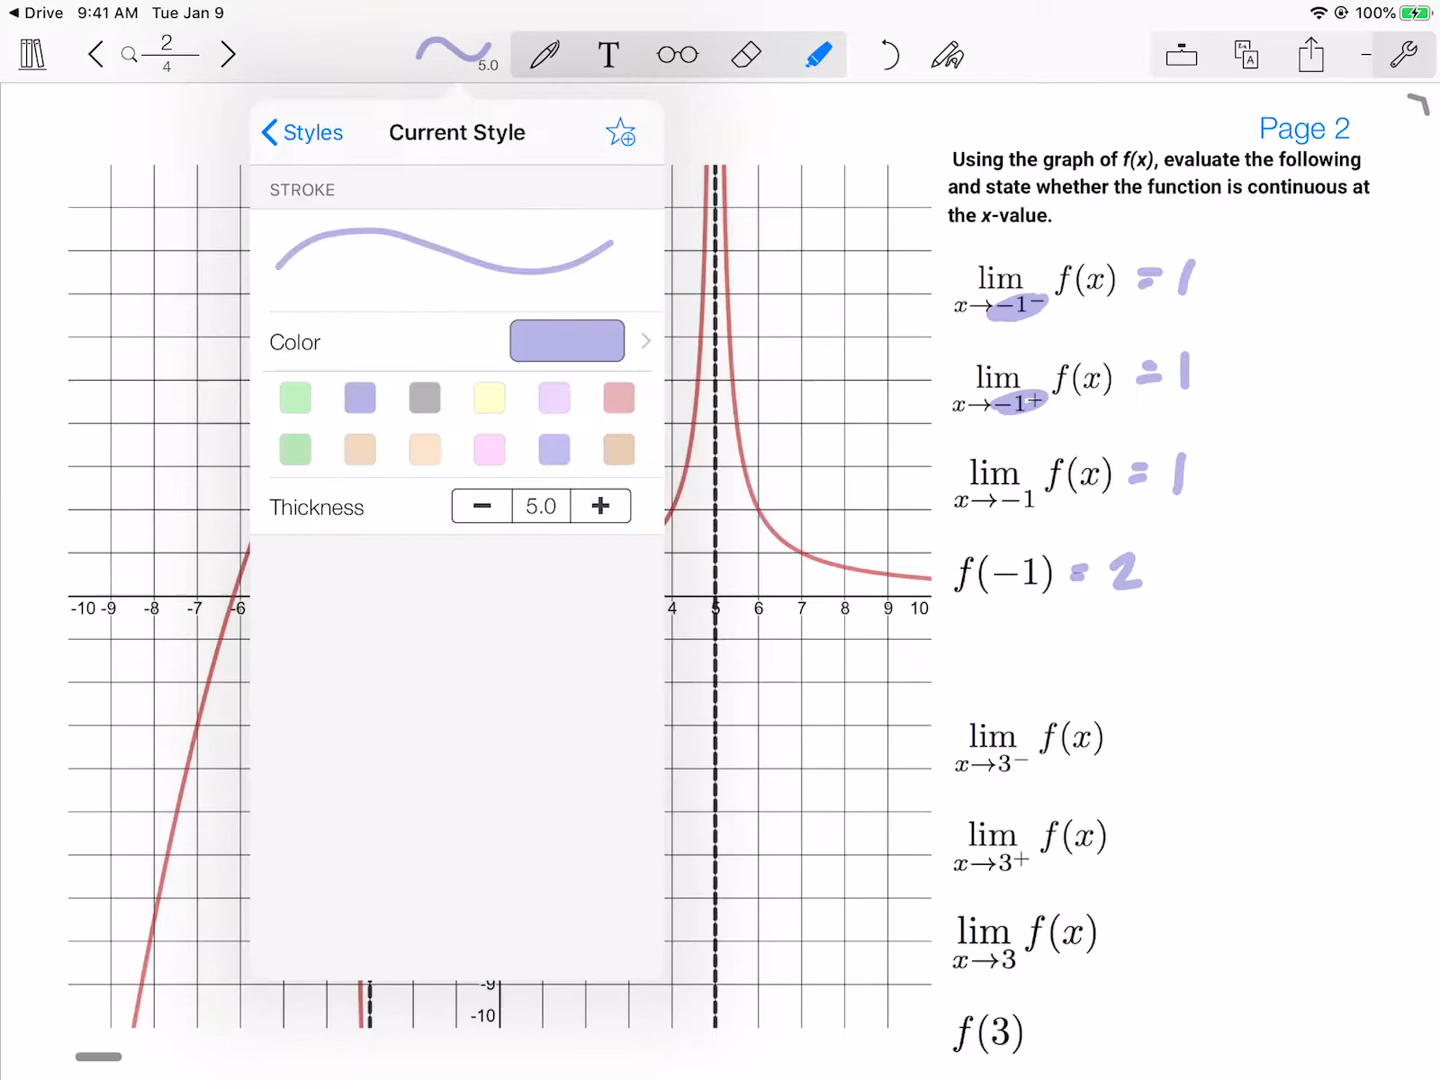 ◀ Drive 9:41 AM Tue Jan 9 100%
2
4
5.0
T
Styles Current Style
STROKE
Color
Thickness − 5.0 +
Page 2
Using the graph of f(x), evaluate the following
and state whether the function is continuous at
the x-value.
lim f(x) = 1
x→−1⁻
lim f(x) = 1
x→−1⁺
lim f(x) = 1
x→−1
f(−1) = 2
lim f(x)
x→3⁻
lim f(x)
x→3⁺
lim f(x)
x→3
f(3)
-10 -9 -8 -7 -6 4 5 6 7 8 9 10
-9
-10